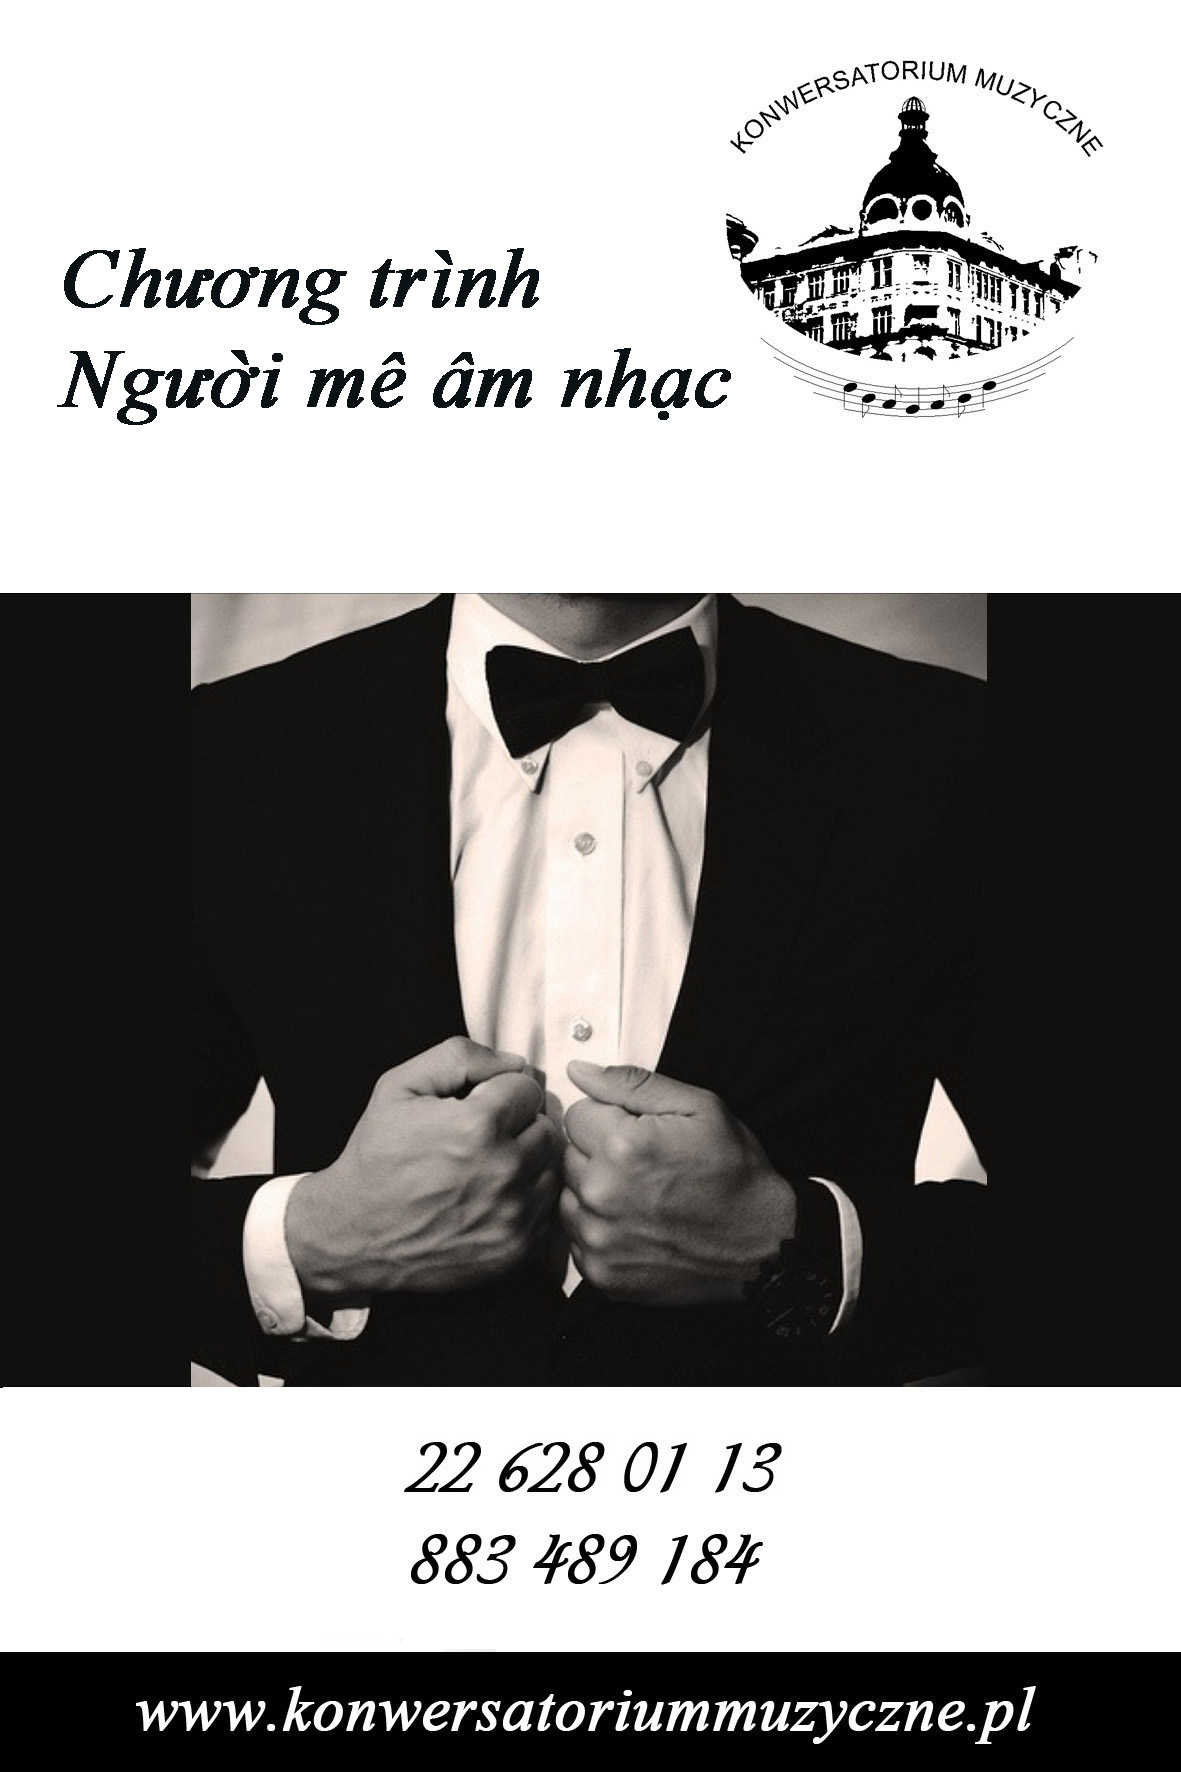 KONWERSATORIUM MUZYCZNE
Chương trình
Người mê âm nhạc
22 628 01 13
883 489 184
www.konwersatoriummuzyczne.pl